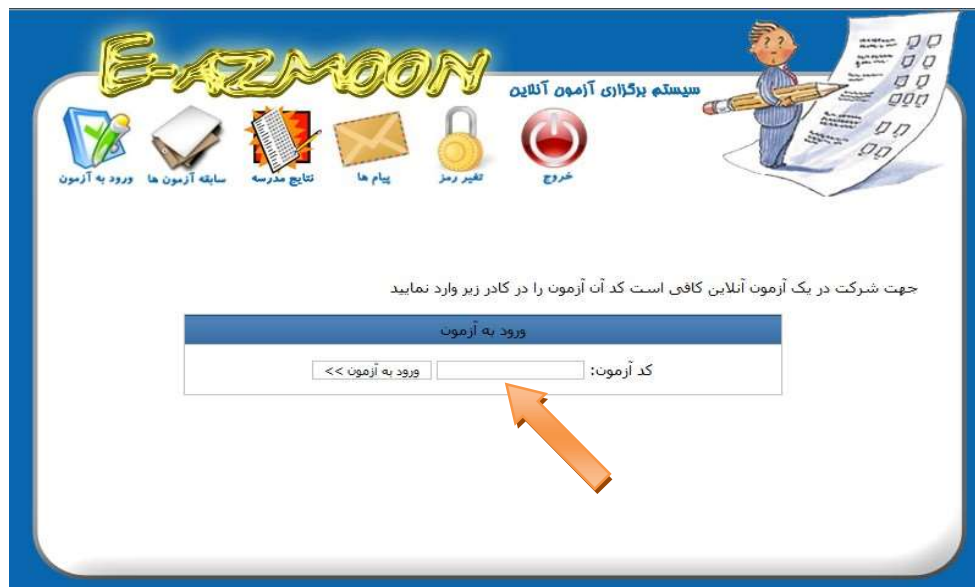 E-AZMOON
سیستم برگزاری آزمون آنلاین
خروج
تغیر رمز
پیام ها
نتایج مدرسه
سابقه آزمون ها
ورود به آزمون
جهت شرکت در یک آزمون آنلاین کافی است کد آن آزمون را در کادر زیر وارد نمایید
ورود به آزمون
کد آزمون: ورود به آزمون >>